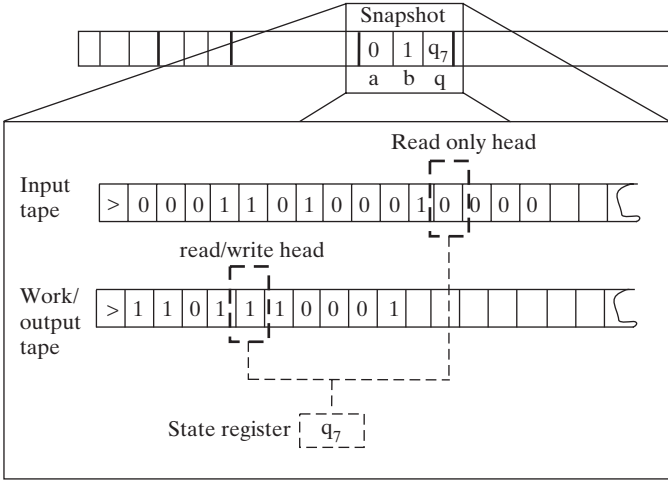 Snapshot
0 1 q7
a b q
Read only head
Input
tape
> 0 0 0 1 1 0 1 0 0 0 1 0 0 0 0
read/write head
Work/
output
tape
> 1 1 0 1 1 1 0 0 0 1
State register q7